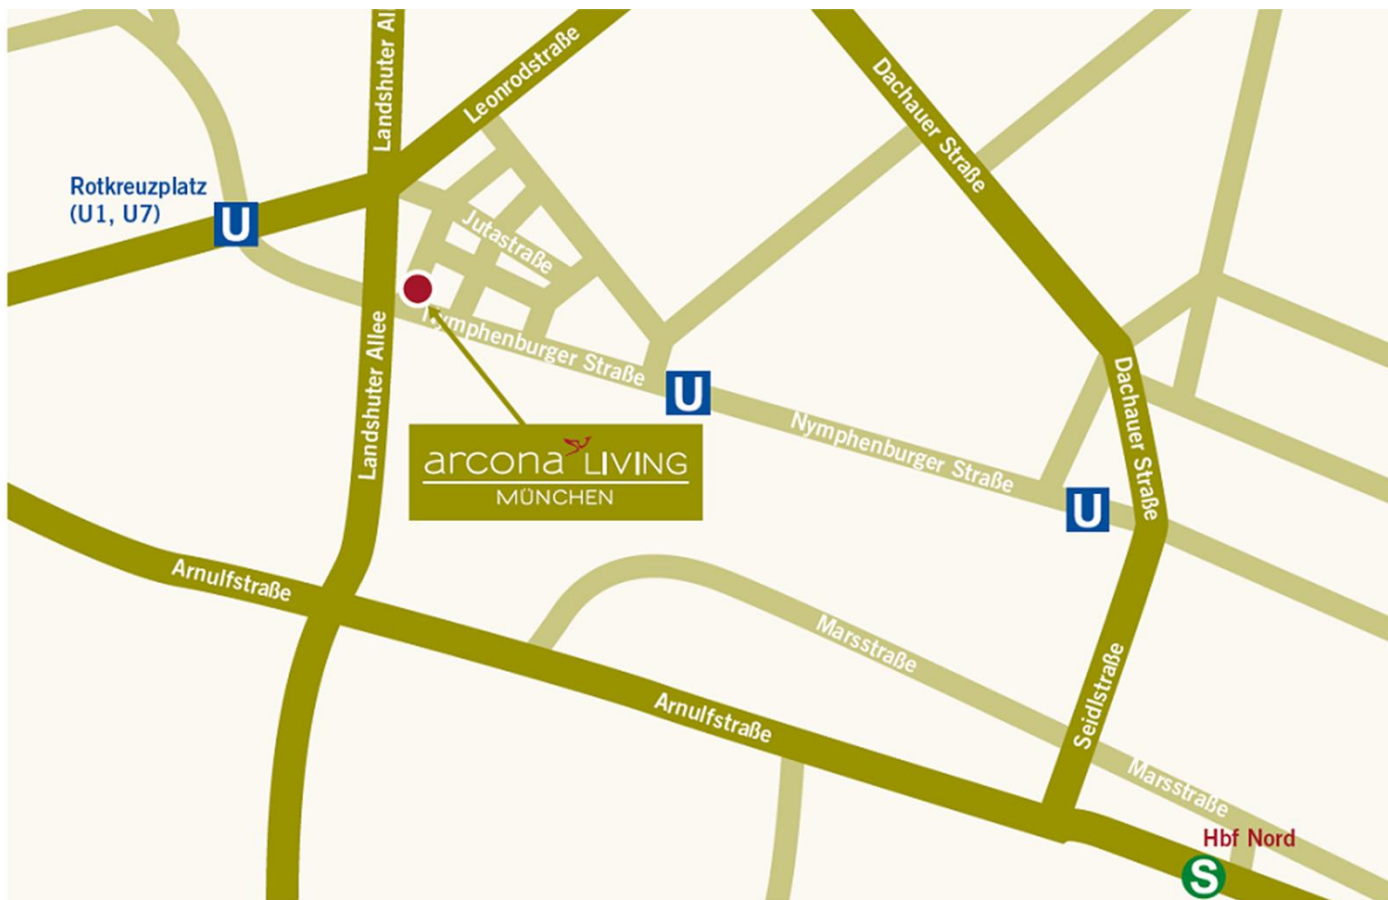 Landshuter Al
Leonrodstraße
Dachauer Straße
Rotkreuzplatz
(U1, U7)
U
Jutastraße
Nymphenburger Straße
Landshuter Allee
U
Dachauer Straße
Nymphenburger Straße
arcona LIVING
MÜNCHEN
U
Arnulfstraße
Marsstraße
Seidlstraße
Arnulfstraße
Marsstraße
Hbf Nord
S